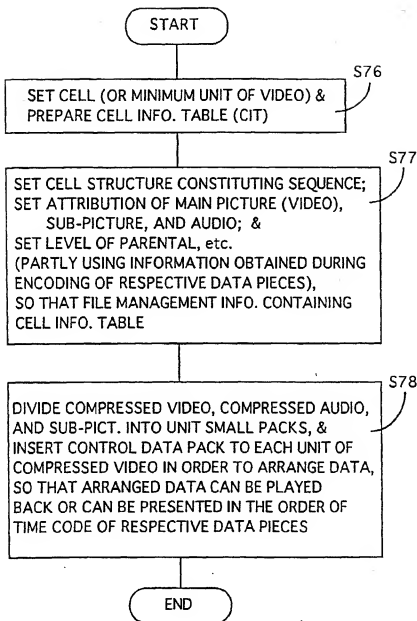 START
S76
SET CELL (OR MINIMUM UNIT OF VIDEO) &
PREPARE CELL INFO. TABLE (CIT)
S77
SET CELL STRUCTURE CONSTITUTING SEQUENCE;
SET ATTRIBUTION OF MAIN PICTURE (VIDEO),
SUB-PICTURE, AND AUDIO; &
SET LEVEL OF PARENTAL, etc.
(PARTLY USING INFORMATION OBTAINED DURING
ENCODING OF RESPECTIVE DATA PIECES),
SO THAT FILE MANAGEMENT INFO. CONTAINING
CELL INFO. TABLE
S78
DIVIDE COMPRESSED VIDEO, COMPRESSED AUDIO,
AND SUB-PICT. INTO UNIT SMALL PACKS, &
INSERT CONTROL DATA PACK TO EACH UNIT OF
COMPRESSED VIDEO IN ORDER TO ARRANGE DATA,
SO THAT ARRANGED DATA CAN BE PLAYED
BACK OR CAN BE PRESENTED IN THE ORDER OF
TIME CODE OF RESPECTIVE DATA PIECES
END